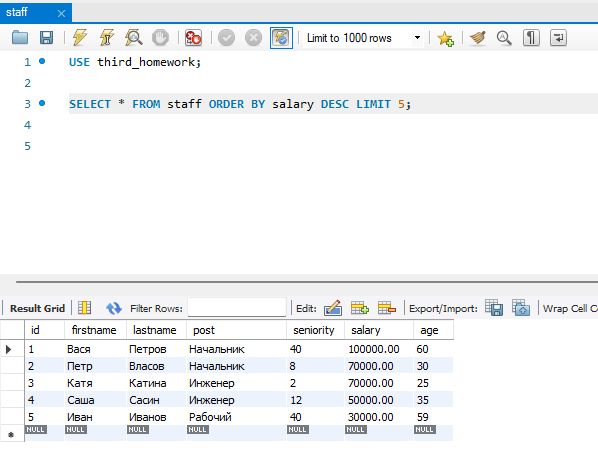 staff
Limit to 1000 rows
1 USE third_homework;
2
3 SELECT * FROM staff ORDER BY salary DESC LIMIT 5;
4
5
Result Grid Filter Rows: Edit: Export/Import: Wrap Cell Co
id firstname lastname post seniority salary age
1 Вася Петров Начальник 40 100000.00 60
2 Петр Власов Начальник 8 70000.00 30
3 Катя Катина Инженер 2 70000.00 25
4 Саша Сасин Инженер 12 50000.00 35
5 Иван Иванов Рабочий 40 30000.00 59
NULL NULL NULL NULL NULL NULL NULL